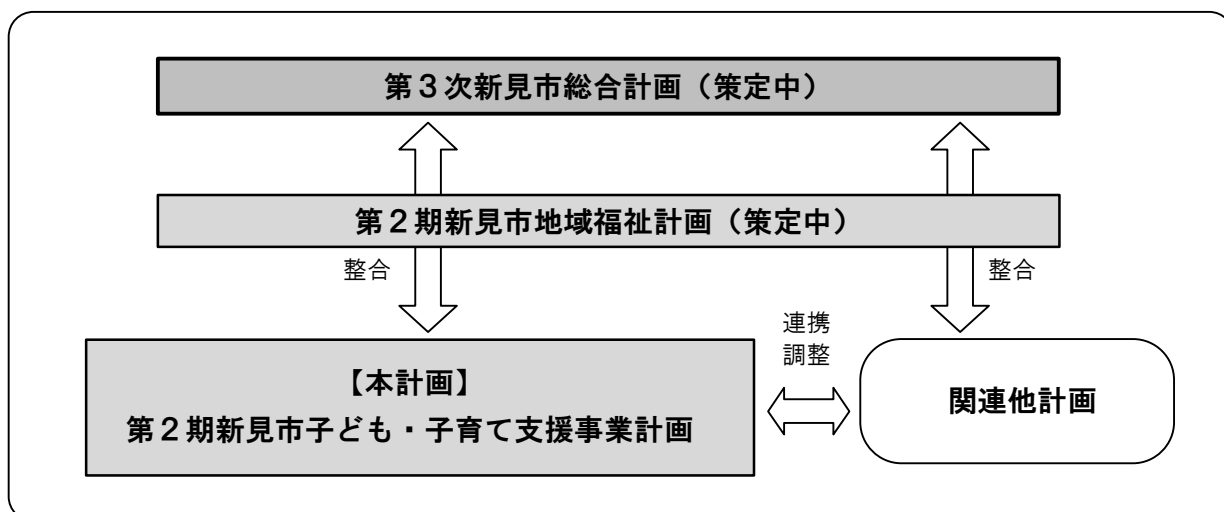 第３次新見市総合計画（策定中）
第２期新見市地域福祉計画（策定中）
整合
整合
連携
調整
【本計画】
第２期新見市子ども・子育て支援事業計画
関連他計画